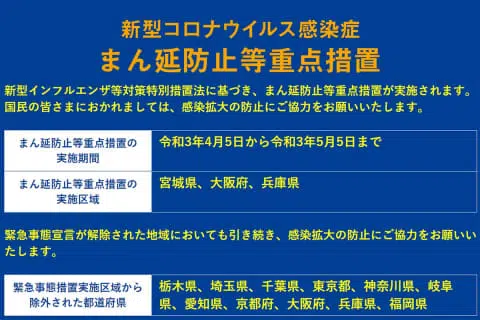 新型コロナウイルス感染症
まん延防止等重点措置
新型インフルエンザ等対策特別措置法に基づき、まん延防止等重点措置が実施されます。
国民の皆さまにおかれましては、感染拡大の防止にご協力をお願いいたします。
まん延防止等重点措置の
実施期間
令和3年4月5日から令和3年5月5日まで
まん延防止等重点措置の
実施区域
宮城県、大阪府、兵庫県
緊急事態宣言が解除された地域においても引き続き、感染拡大の防止にご協力をお願いい
たします。
緊急事態措置実施区域から
除外された都道府県
栃木県、埼玉県、千葉県、東京都、神奈川県、岐阜
県、愛知県、京都府、大阪府、兵庫県、福岡県